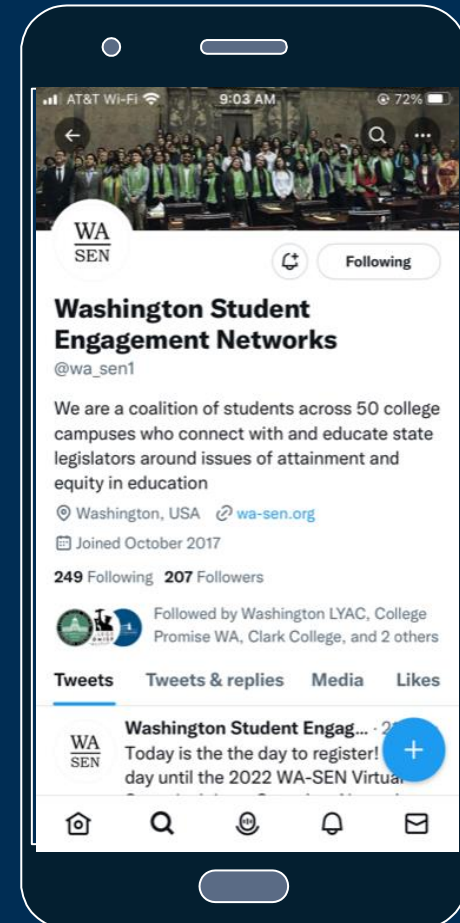 AT&T Wi-Fi 9:03 AM 72%
WA
SEN
Following
Washington Student
Engagement Networks
@wa_sen1
We are a coalition of students across 50 college
campuses who connect with and educate state
legislators around issues of attainment and
equity in education
Washington, USA wa-sen.org
Joined October 2017
249 Following 207 Followers
Followed by Washington LYAC, College
Promise WA, Clark College, and 2 others
Tweets Tweets & replies Media Likes
WA
SEN
Washington Student Engag... ·
Today is the the day to register!
day until the 2022 WA-SEN Virtual